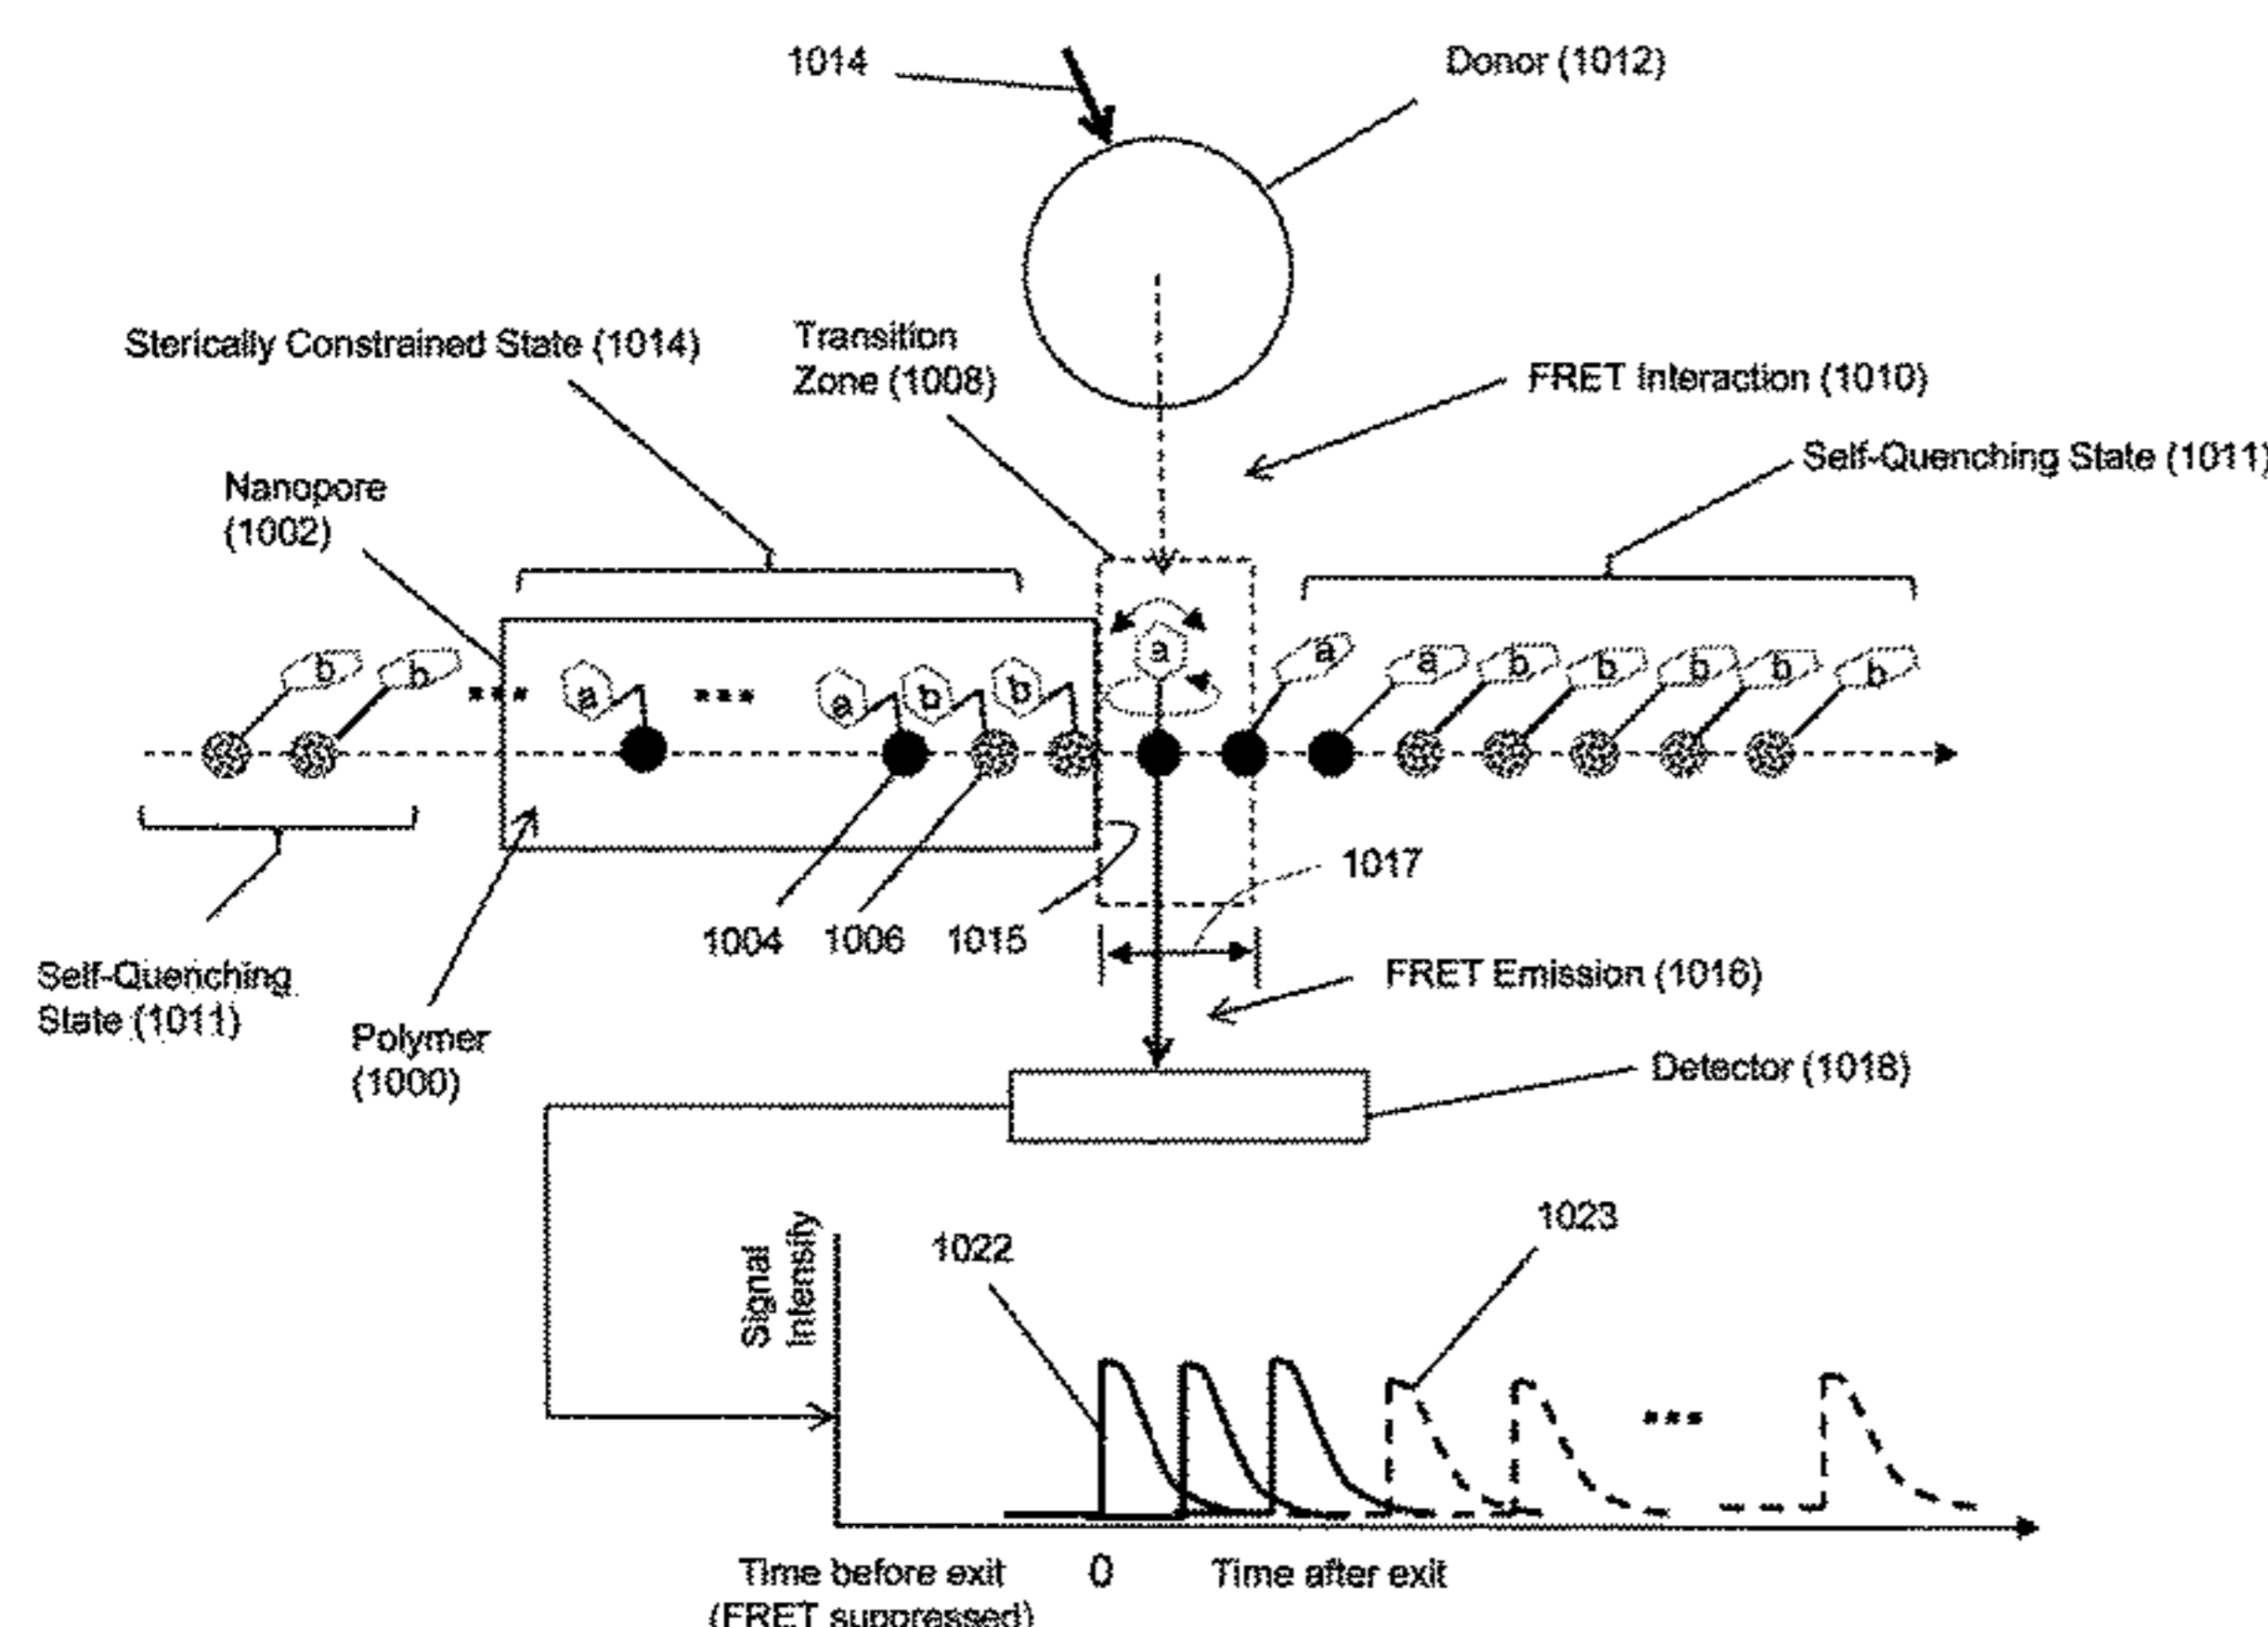 1014
Donor (1012)
Sterically Constrained State (1014)
Transition
Zone (1008)
FRET Interaction (1010)
Self-Quenching State (1011)
Nanopore
(1002)
b b a a b b a a a b b b b b
1017
1004 1006 1015
Self-Quenching
State (1011)
FRET Emission (1016)
Polymer
(1000)
Detector (1018)
Signal
Intensity
1022
1023
Time before exit
(FRET suppressed)
0
Time after exit